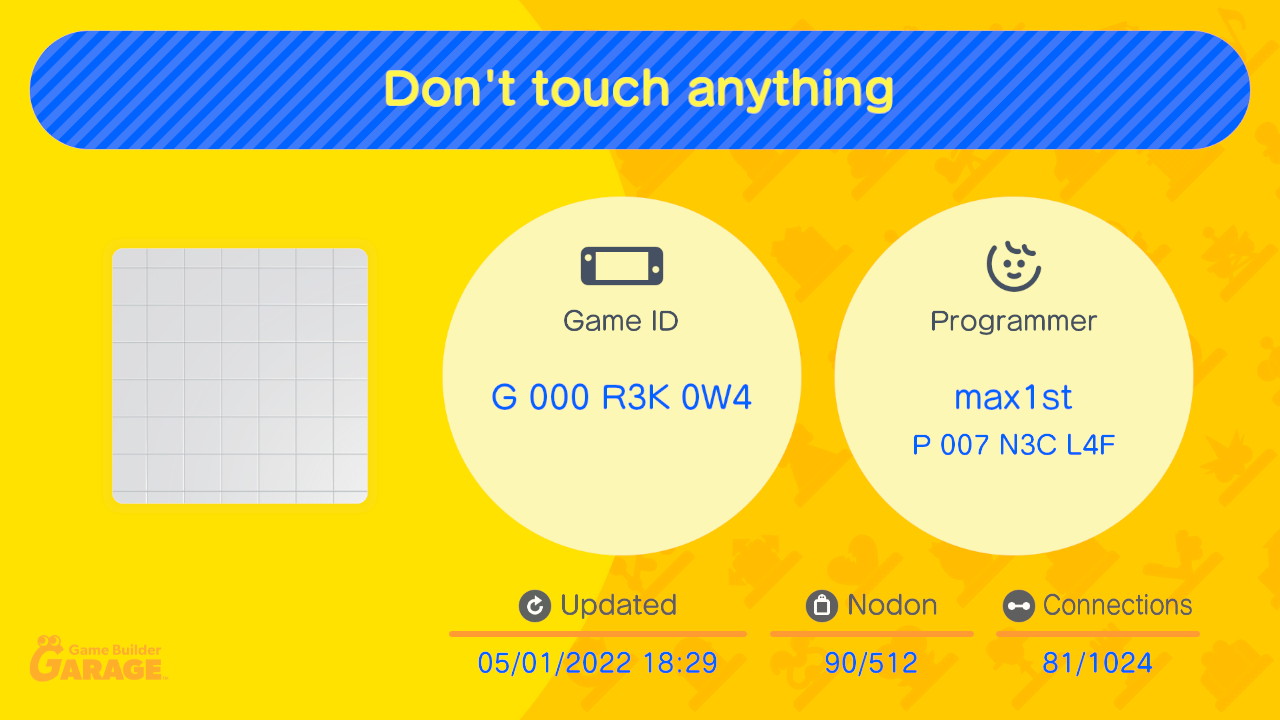 Don't touch anything
Game ID
G 000 R3K 0W4
Programmer
max1st
P 007 N3C L4F
Updated
05/01/2022 18:29
Nodon
90/512
Connections
81/1024
Game Builder
GARAGE